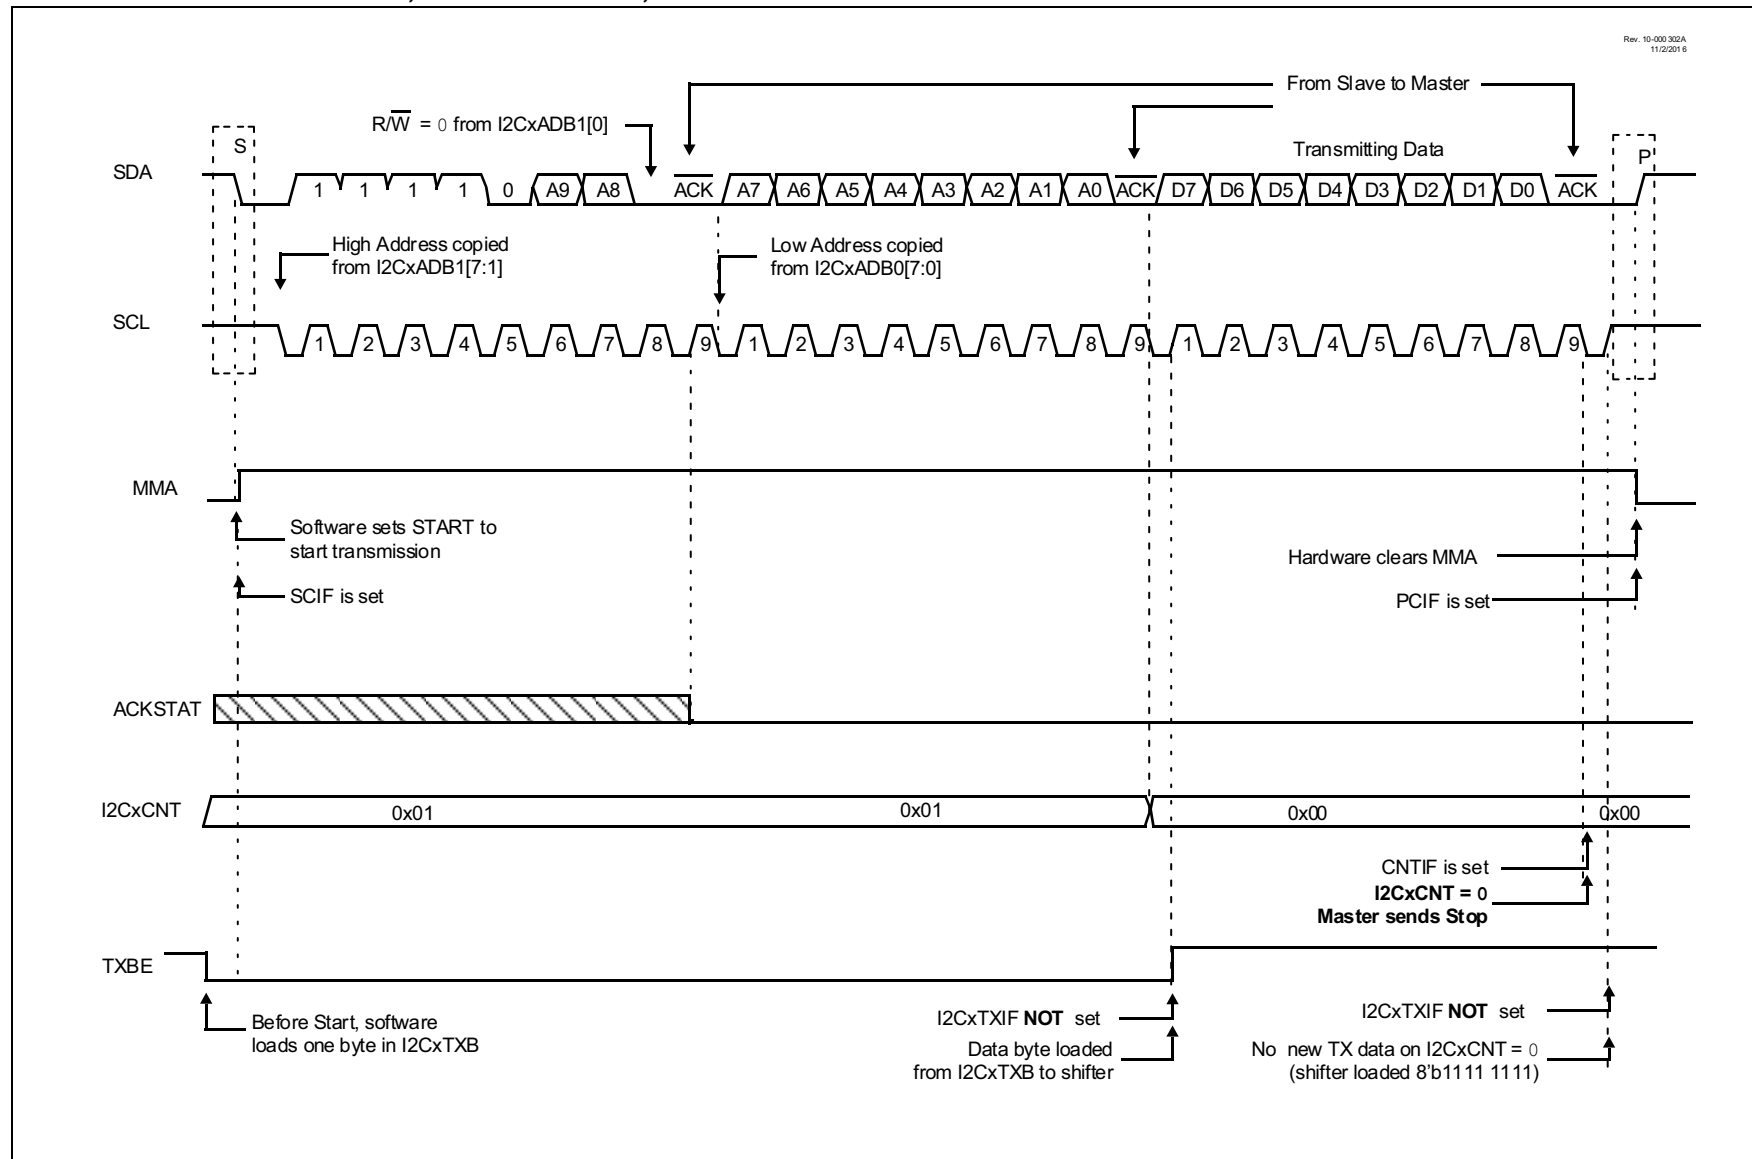 Rev. 10-000 302A
11/2/201 6
From Slave to Master
R/W = 0 from I2CxADB1[0]
S
Transmitting Data
P
SDA
1 1 1 1 0 A9 A8 ACK A7 A6 A5 A4 A3 A2 A1 A0 ACK D7 D6 D5 D4 D3 D2 D1 D0 ACK
High Address copied
from I2CxADB1[7:1]
Low Address copied
from I2CxADB0[7:0]
SCL
1 2 3 4 5 6 7 8 9 1 2 3 4 5 6 7 8 9 1 2 3 4 5 6 7 8 9
MMA
Software sets START to
start transmission
Hardware clears MMA
SCIF is set
PCIF is set
ACKSTAT
I2CxCNT
0x01 0x01 0x00 0x00
CNTIF is set
I2CxCNT = 0
Master sends Stop
TXBE
Before Start, software
loads one byte in I2CxTXB
I2CxTXIF NOT set
Data byte loaded
from I2CxTXB to shifter
I2CxTXIF NOT set
No new TX data on I2CxCNT = 0
(shifter loaded 8'b1111 1111)